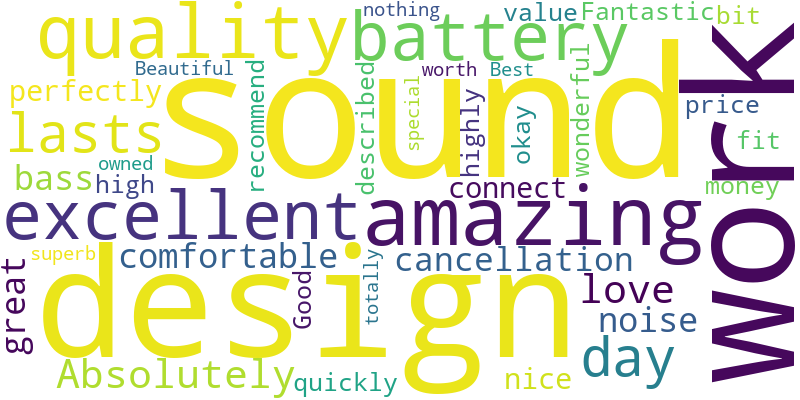 nothing
value
Fantastic
bit
quality
battery
work
Beautiful
recommend
described
special
worth
Best
wonderful
perfectly
sound
highly
okay
price
lasts
fit
owned
bass
high
connect
money
excellent
amazing
superb
comfortable
totally
cancellation
great
design
Good
love
noise
day
Absolutely
quickly
nice